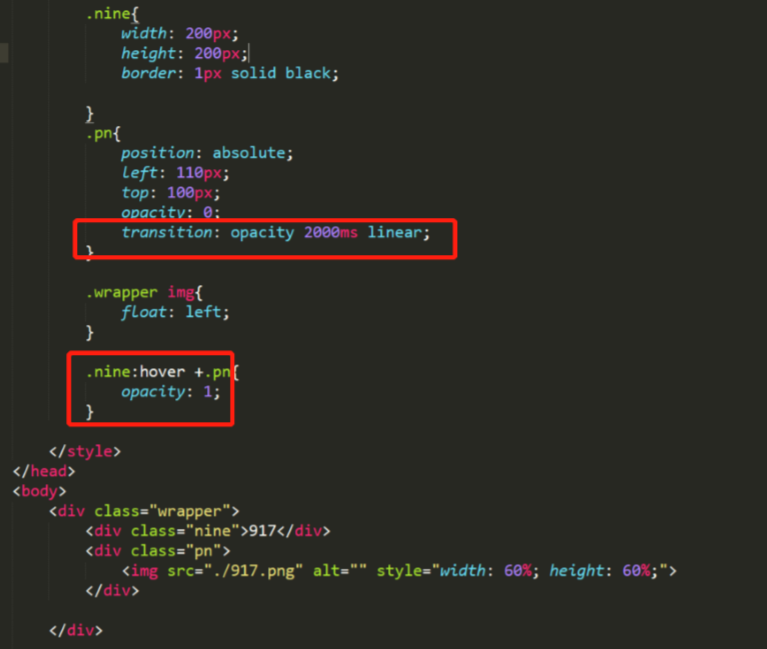 .nine{
width: 200px;
height: 200px;
border: 1px solid black;
}
.pn{
position: absolute;
left: 110px;
top: 100px;
opacity: 0;
transition: opacity 2000ms linear;
}
.wrapper img{
float: left;
}
.nine:hover +.pn{
opacity: 1;
}
</style>
</head>
<body>
<div class="wrapper">
<div class="nine">917</div>
<div class="pn">
<img src="./917.png" alt="" style="width: 60%; height: 60%;">
</div>
</div>